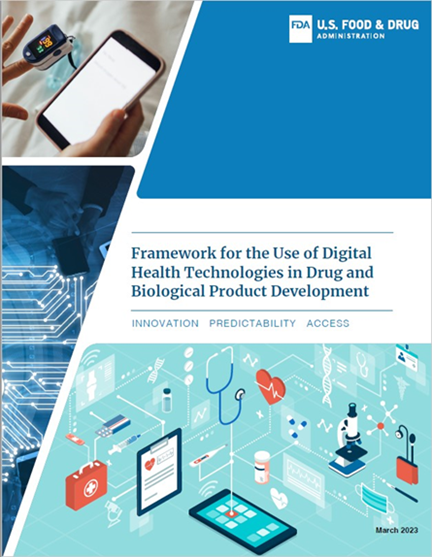 FDA U.S. FOOD & DRUG
ADMINISTRATION
Framework for the Use of Digital
Health Technologies in Drug and
Biological Product Development
INNOVATION PREDICTABILITY ACCESS
March 2023